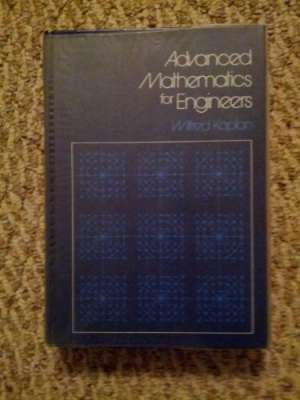 Advanced
Mathematics
for Engineers
Wilfred Kaplan